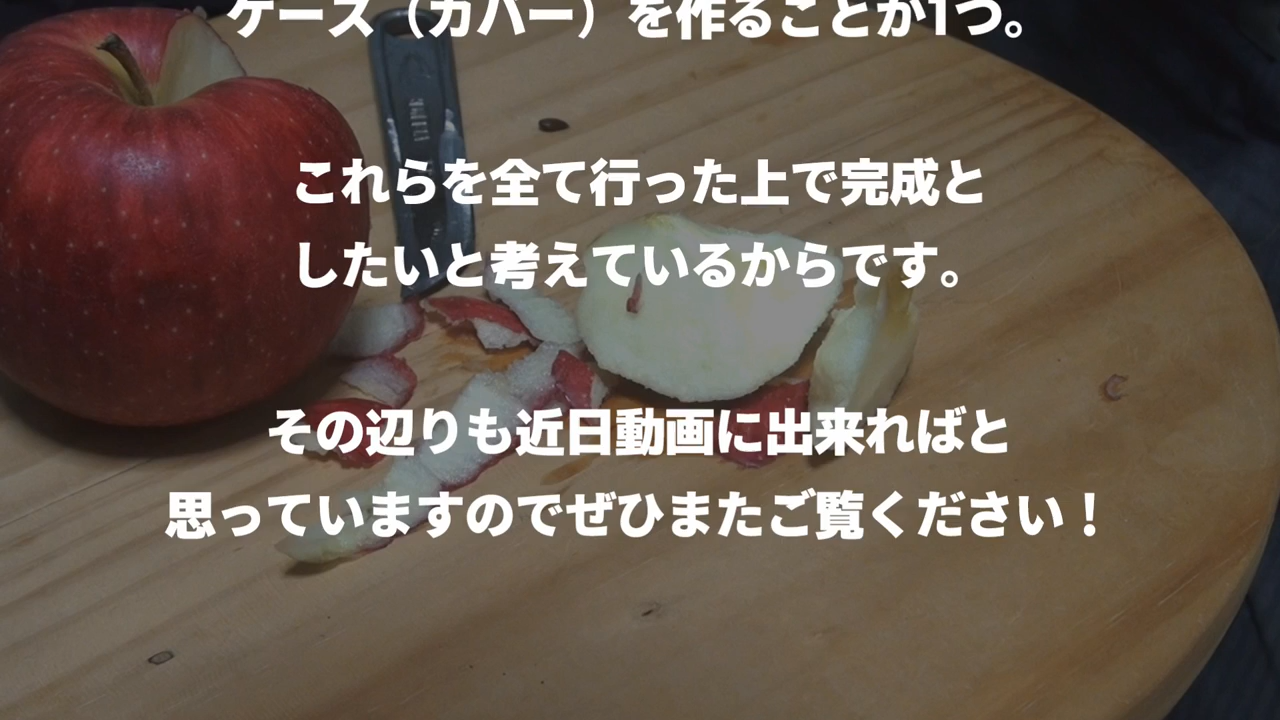 ケース（カバー）を作ることが1つ。
これらを全て行った上で完成と
したいと考えているからです。
その辺りも近日動画に出来ればと
思っていますのでぜひまたご覧ください！